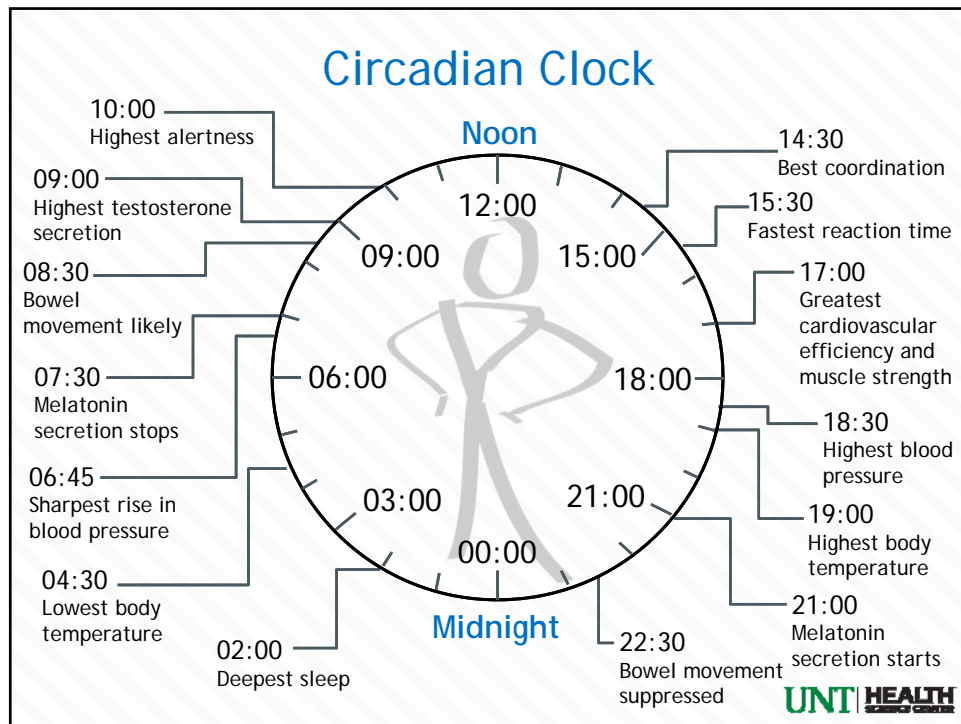 Circadian Clock
10:00
Highest alertness
09:00
Highest testosterone
secretion
08:30
Bowel
movement likely
07:30
Melatonin
secretion stops
06:45
Sharpest rise in
blood pressure
04:30
Lowest body
temperature
02:00
Deepest sleep
Noon
12:00
09:00
15:00
06:00
18:00
03:00
21:00
00:00
Midnight
14:30
Best coordination
15:30
Fastest reaction time
17:00
Greatest
cardiovascular
efficiency and
muscle strength
18:30
Highest blood
pressure
19:00
Highest body
temperature
21:00
Melatonin
secretion starts
22:30
Bowel movement
suppressed
UNT HEALTH
SCIENCE CENTER